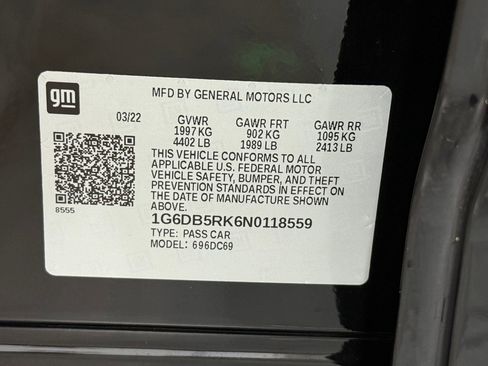 gm
MFD BY GENERAL MOTORS LLC
03/22 GVWR GAWR FRT GAWR RR
1997 KG 902 KG 1095 KG
4402 LB 1989 LB 2413 LB
THIS VEHICLE CONFORMS TO ALL
APPLICABLE U.S. FEDERAL MOTOR
VEHICLE SAFETY, BUMPER, AND THEFT
PREVENTION STANDARDS IN EFFECT ON
THE DATE OF MANUFACTURE SHOWN
ABOVE.
8555
1G6DB5RK6N0118559
TYPE: PASS CAR
MODEL: 696DC69